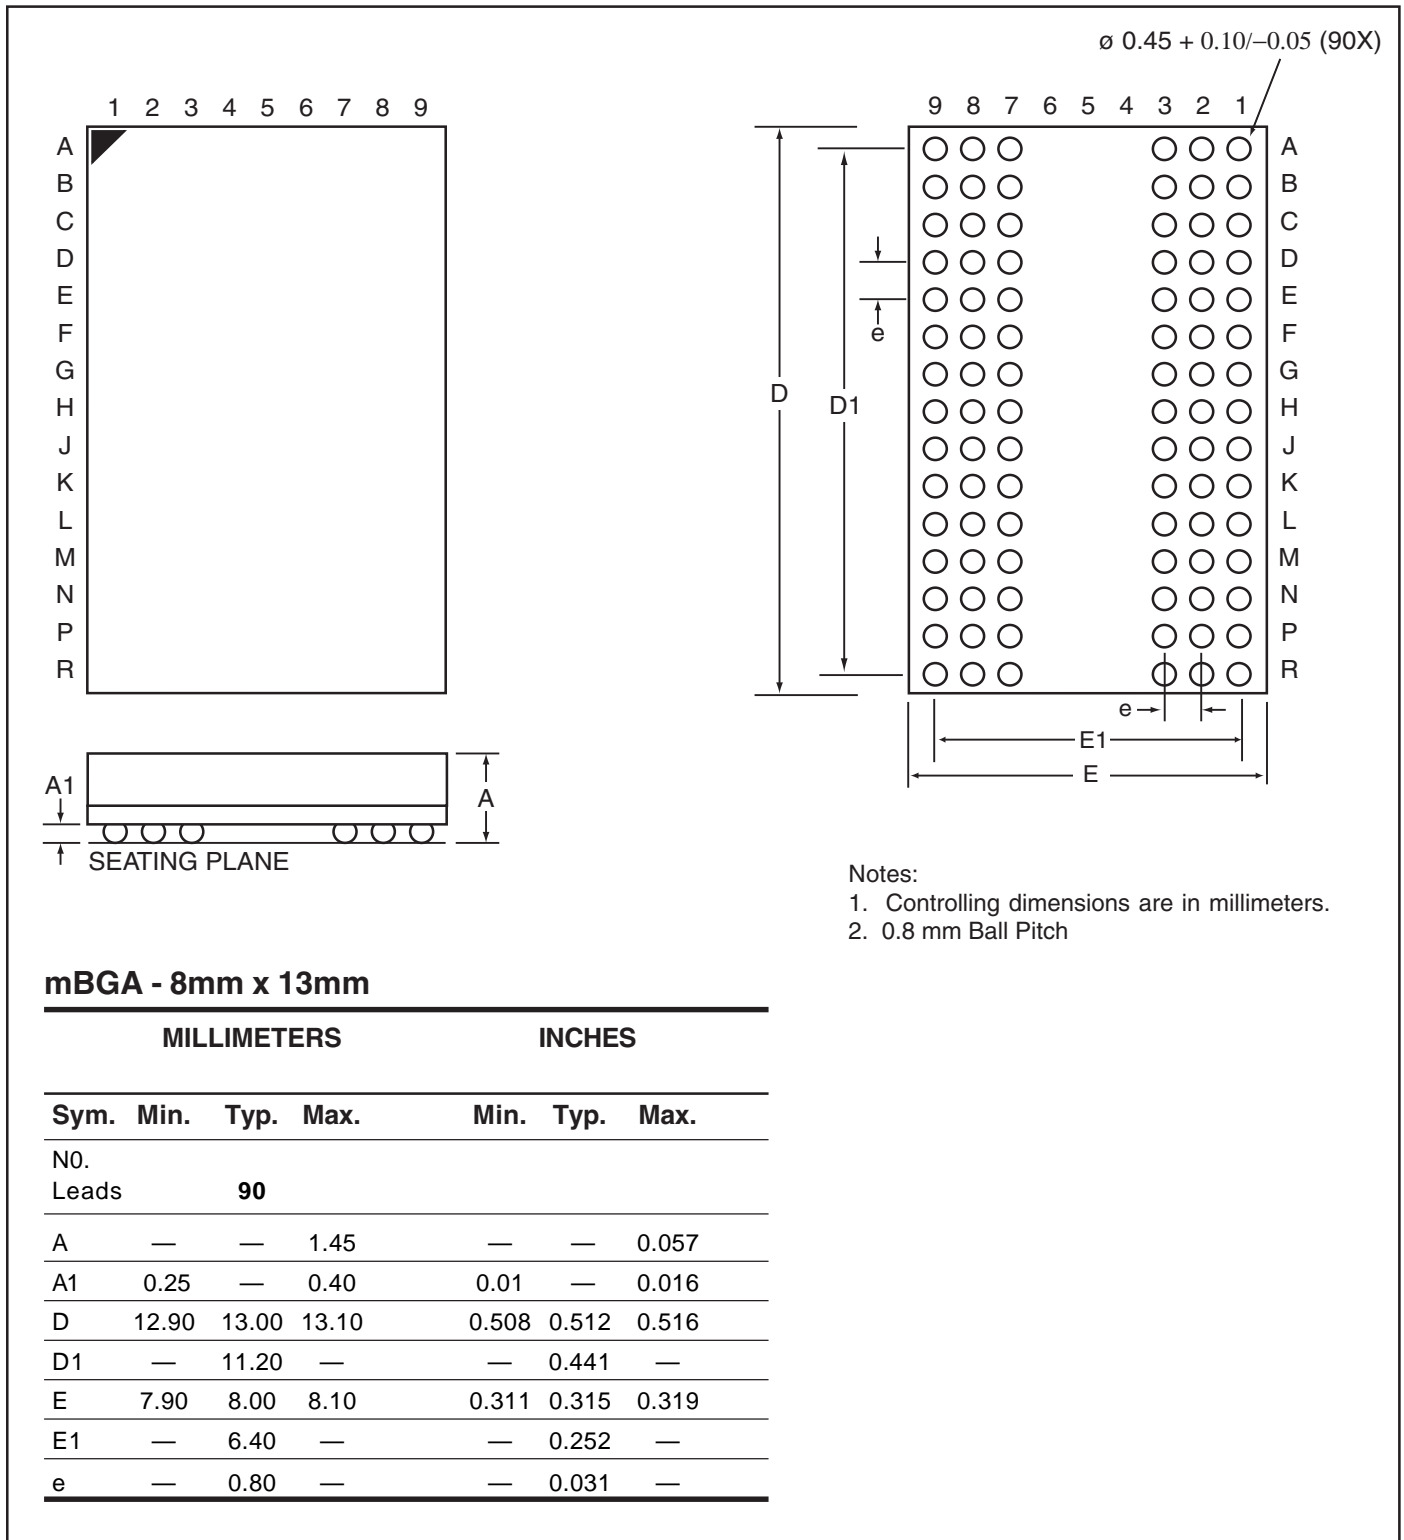 ø 0.45 + 0.10/–0.05 (90X)
1 2 3 4 5 6 7 8 9
A
B
C
D
E
F
G
H
J
K
L
M
N
P
R
9 8 7 6 5 4 3 2 1
A
B
C
D
E
F
G
H
J
K
L
M
N
P
R
e
D
D1
e
E1
E
A1
A
SEATING PLANE
Notes:
1. Controlling dimensions are in millimeters.
2. 0.8 mm Ball Pitch
mBGA - 8mm x 13mm
MILLIMETERS INCHES
Sym. Min. Typ. Max. Min. Typ. Max.
N0.
Leads 90
A — — 1.45 — — 0.057
A1 0.25 — 0.40 0.01 — 0.016
D 12.90 13.00 13.10 0.508 0.512 0.516
D1 — 11.20 — — 0.441 —
E 7.90 8.00 8.10 0.311 0.315 0.319
E1 — 6.40 — — 0.252 —
e — 0.80 — — 0.031 —